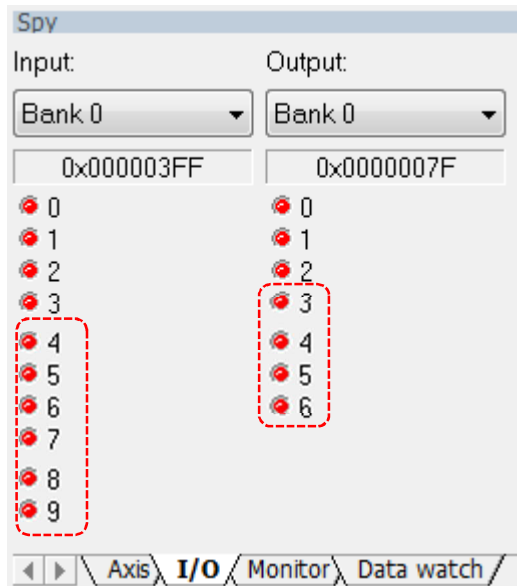 Spy
Input: Output:
Bank 0 Bank 0
0x000003FF 0x0000007F
0 0
1 1
2 2
3 3
4 4
5 5
6 6
7
8
9
Axis I/O Monitor Data watch